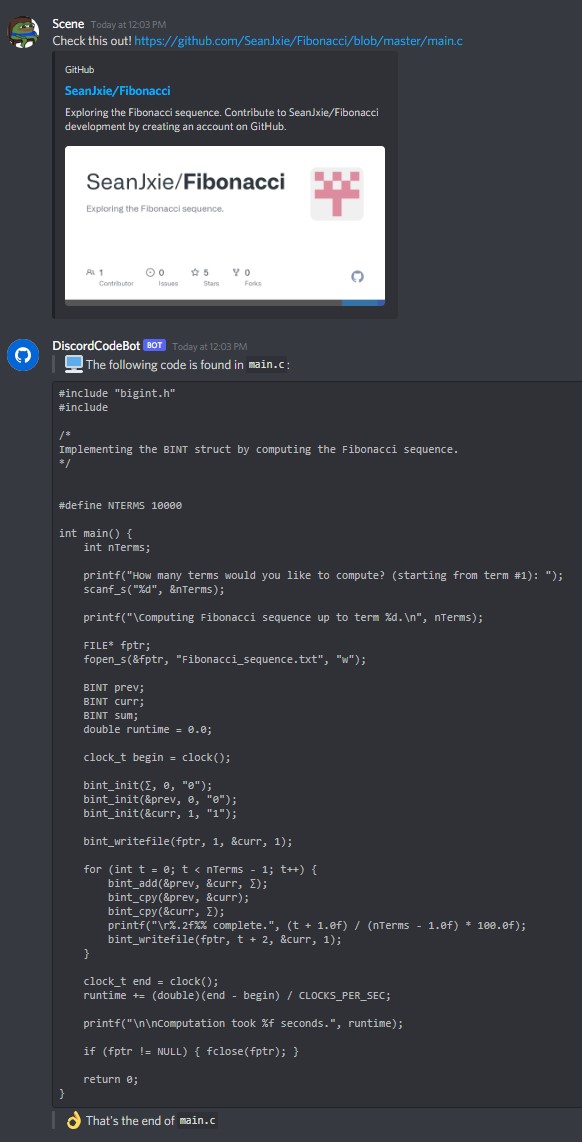 Scene Today at 12:03 PM
Check this out! https://github.com/SeanJxie/Fibonacci/blob/master/main.c
GitHub
SeanJxie/Fibonacci
Exploring the Fibonacci sequence. Contribute to SeanJxie/Fibonacci
development by creating an account on GitHub.
SeanJxie/Fibonacci
Exploring the Fibonacci sequence.
1 0 5 0
Contributor Issues Stars Forks
DiscordCodeBot BOT Today at 12:03 PM
The following code is found in main.c:
#include "bigint.h"
#include
/*
Implementing the BINT struct by computing the Fibonacci sequence.
*/
#define NTERMS 10000
int main() {
    int nTerms;
    printf("How many terms would you like to compute? (starting from term #1): ");
    scanf_s("%d", &nTerms);
    printf("\Computing Fibonacci sequence up to term %d.\n", nTerms);
    FILE* fptr;
    fopen_s(&fptr, "Fibonacci_sequence.txt", "w");
    BINT prev;
    BINT curr;
    BINT sum;
    double runtime = 0.0;
    clock_t begin = clock();
    bint_init(∑, 0, "0");
    bint_init(&prev, 0, "0");
    bint_init(&curr, 1, "1");
    bint_writefile(fptr, 1, &curr, 1);
    for (int t = 0; t < nTerms - 1; t++) {
        bint_add(&prev, &curr, ∑);
        bint_cpy(&prev, &curr);
        bint_cpy(&curr, ∑);
        printf("\r%.2f%% complete.", (t + 1.0f) / (nTerms - 1.0f) * 100.0f);
        bint_writefile(fptr, t + 2, &curr, 1);
    }
    clock_t end = clock();
    runtime += (double)(end - begin) / CLOCKS_PER_SEC;
    printf("\n\nComputation took %f seconds.", runtime);
    if (fptr != NULL) { fclose(fptr); }
    return 0;
}
That's the end of main.c